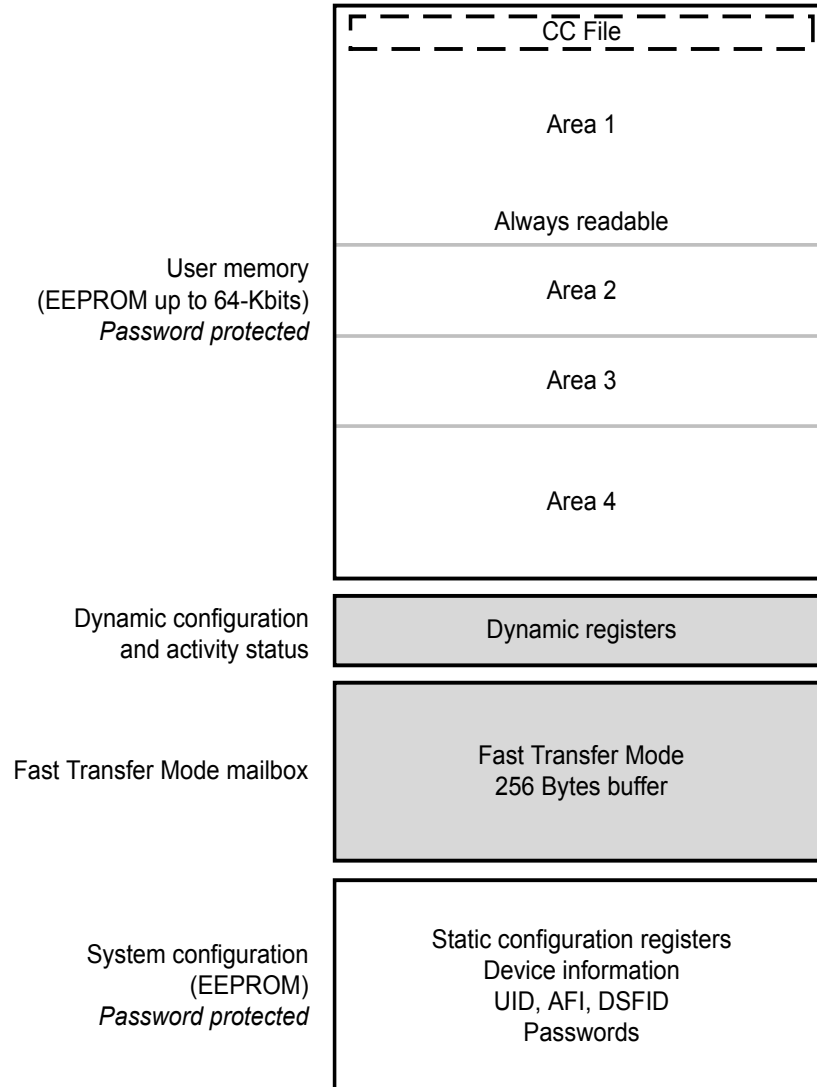 CC File
Area 1
Always readable
User memory
(EEPROM up to 64-Kbits)
Password protected
Area 2
Area 3
Area 4
Dynamic configuration
and activity status
Dynamic registers
Fast Transfer Mode mailbox
Fast Transfer Mode
256 Bytes buffer
System configuration
(EEPROM)
Password protected
Static configuration registers
Device information
UID, AFI, DSFID
Passwords